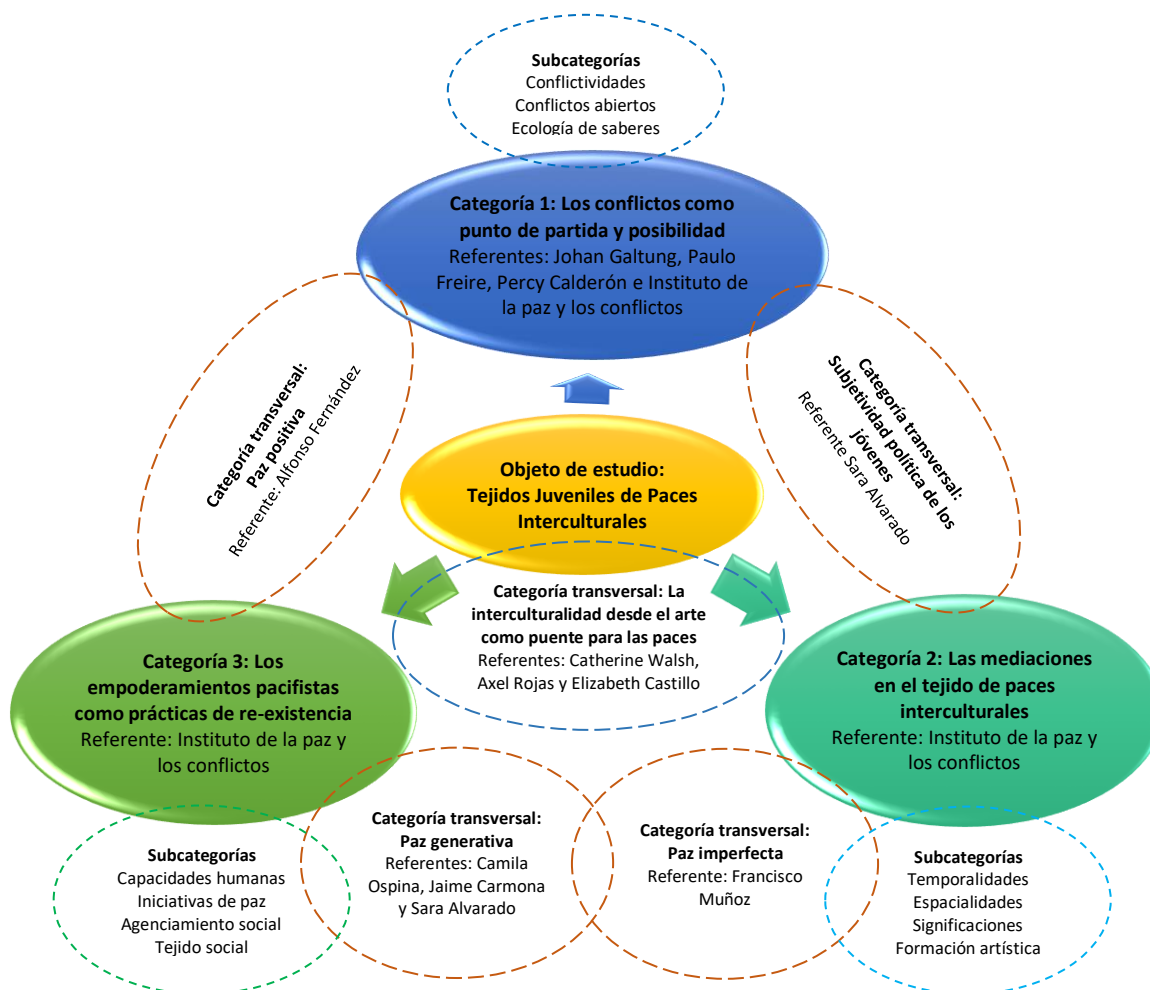 Subcategorías
Conflictividades
Conflictos abiertos
Ecología de saberes
Categoría 1: Los conflictos como
punto de partida y posibilidad
Referentes: Johan Galtung, Paulo
Freire, Percy Calderón e Instituto de
la paz y los conflictos
Categoría transversal:
Paz positiva
Referente: Alfonso Fernández
Categoría transversal:
Subjetividad política de los
jóvenes
Referente Sara Alvarado
Objeto de estudio:
Tejidos Juveniles de Paces
Interculturales
Categoría transversal: La
interculturalidad desde el arte
como puente para las paces
Referentes: Catherine Walsh,
Axel Rojas y Elizabeth Castillo
Categoría 3: Los
empoderamientos pacifistas
como prácticas de re-existencia
Referente: Instituto de la paz y
los conflictos
Categoría 2: Las mediaciones
en el tejido de paces
interculturales
Referente: Instituto de la paz y
los conflictos
Subcategorías
Capacidades humanas
Iniciativas de paz
Agenciamiento social
Tejido social
Categoría transversal:
Paz generativa
Referentes: Camila
Ospina, Jaime Carmona
y Sara Alvarado
Categoría transversal:
Paz imperfecta
Referente: Francisco
Muñoz
Subcategorías
Temporalidades
Espacialidades
Significaciones
Formación artística